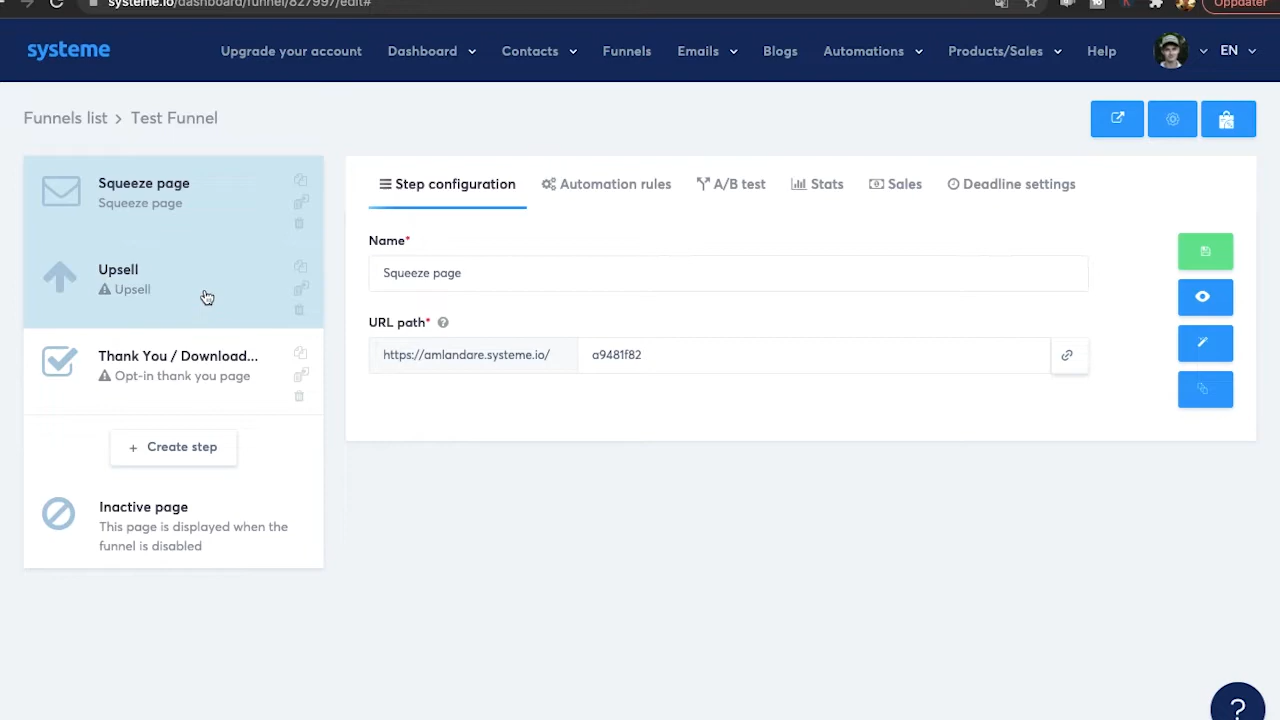 systeme.io/dashboard/funnel/827997/edit#
Oppdater
systeme
Upgrade your account
Dashboard
Contacts
Funnels
Emails
Blogs
Automations
Products/Sales
Help
EN
Funnels list > Test Funnel
Squeeze page
Squeeze page
Upsell
Upsell
Thank You / Download...
Opt-in thank you page
+ Create step
Inactive page
This page is displayed when the
funnel is disabled
Step configuration
Automation rules
A/B test
Stats
Sales
Deadline settings
Name*
Squeeze page
URL path* ?
https://amlandare.systeme.io/
a9481f82
?